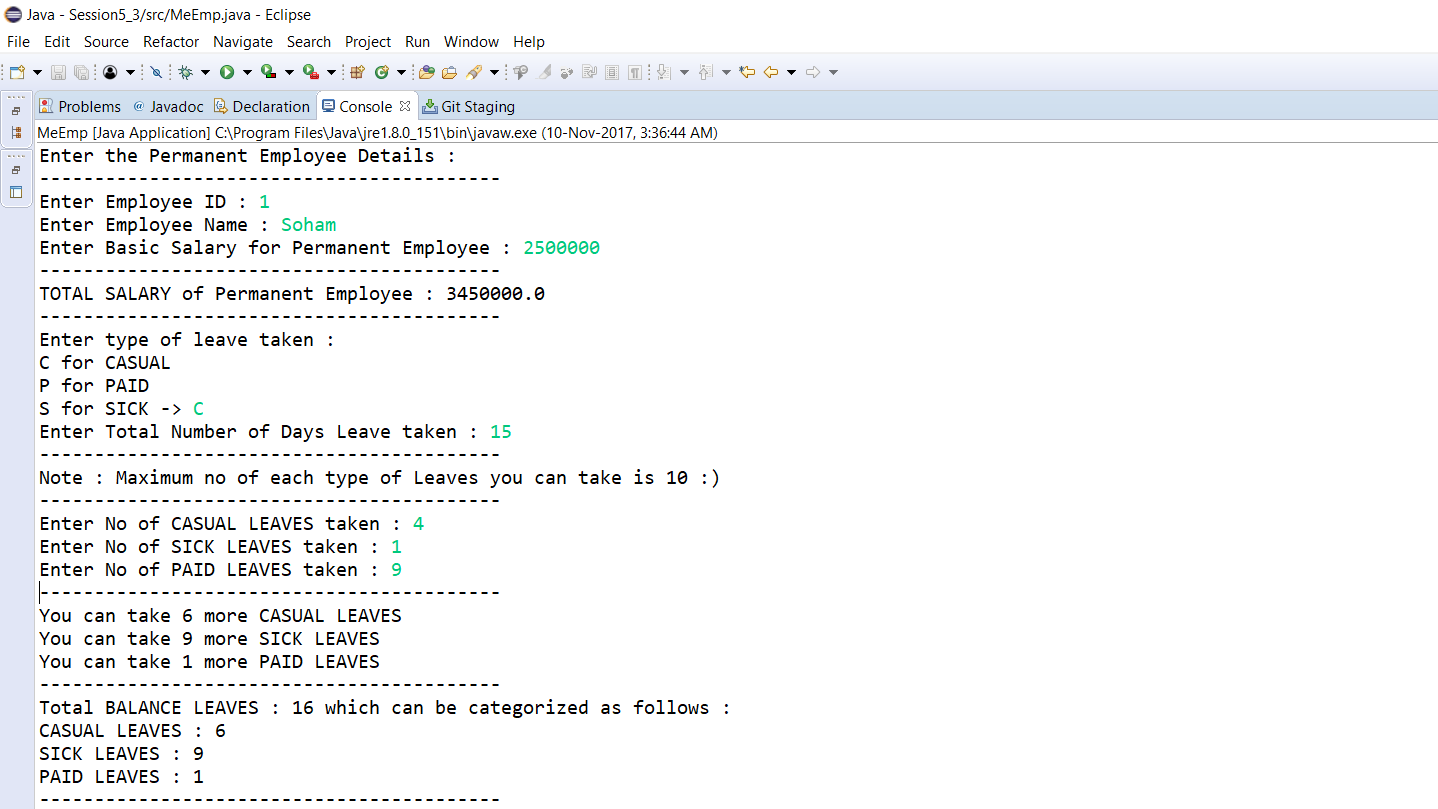 Java - Session5_3/src/MeEmp.java - Eclipse
File Edit Source Refactor Navigate Search Project Run Window Help
Problems @ Javadoc Declaration Console Git Staging
MeEmp [Java Application] C:\Program Files\Java\jre1.8.0_151\bin\javaw.exe (10-Nov-2017, 3:36:44 AM)
Enter the Permanent Employee Details :
------------------------------------------
Enter Employee ID : 1
Enter Employee Name : Soham
Enter Basic Salary for Permanent Employee : 2500000
------------------------------------------
TOTAL SALARY of Permanent Employee : 3450000.0
------------------------------------------
Enter type of leave taken :
C for CASUAL
P for PAID
S for SICK -> C
Enter Total Number of Days Leave taken : 15
------------------------------------------
Note : Maximum no of each type of Leaves you can take is 10 :)
------------------------------------------
Enter No of CASUAL LEAVES taken : 4
Enter No of SICK LEAVES taken : 1
Enter No of PAID LEAVES taken : 9
------------------------------------------
You can take 6 more CASUAL LEAVES
You can take 9 more SICK LEAVES
You can take 1 more PAID LEAVES
------------------------------------------
Total BALANCE LEAVES : 16 which can be categorized as follows :
CASUAL LEAVES : 6
SICK LEAVES : 9
PAID LEAVES : 1
------------------------------------------